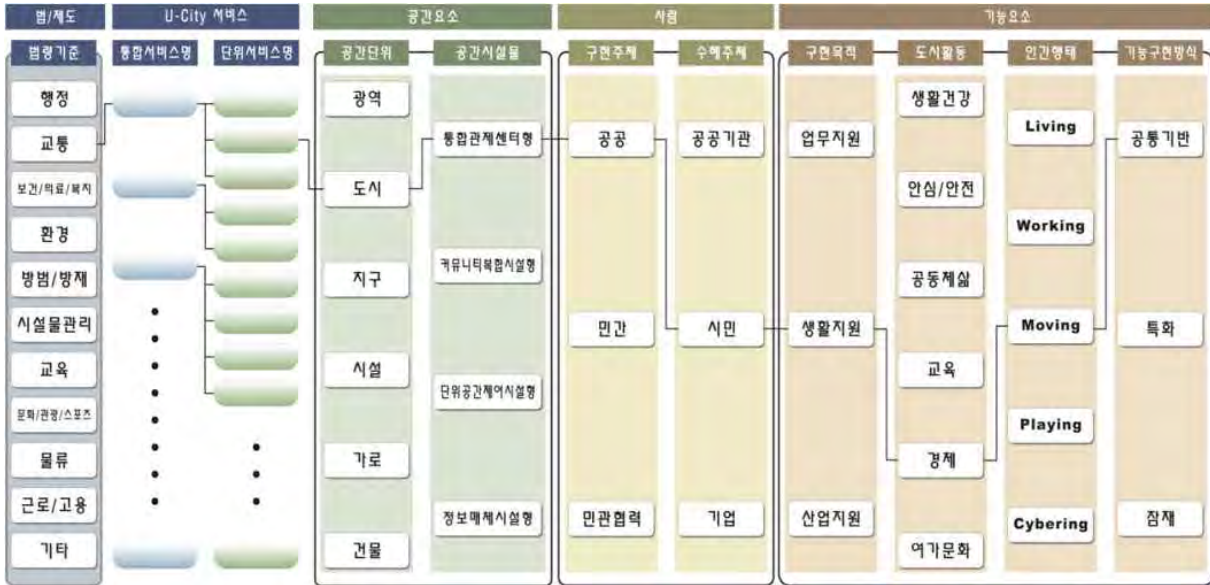 법/제도
U-City 서비스
공간요소
사람
기능요소
법령기준
통합서비스명
단위서비스명
공간단위
공간시설물
구현주체
수혜주체
구현목적
도시활동
인간행태
기능구현방식
행정
교통
보건/의료/복지
환경
방범/방재
시설물관리
교육
문화/관광/스포츠
물류
근로/고용
기타
광역
도시
지구
시설
가로
건물
통합관제센터형
커뮤니티복합시설형
단위공간제어시설형
정보매체시설형
공공
민간
민관협력
공공기관
시민
기업
업무지원
생활지원
산업지원
생활건강
안심/안전
공동체삶
교육
경제
여가문화
Living
Working
Moving
Playing
Cybering
공통기반
특화
잠재